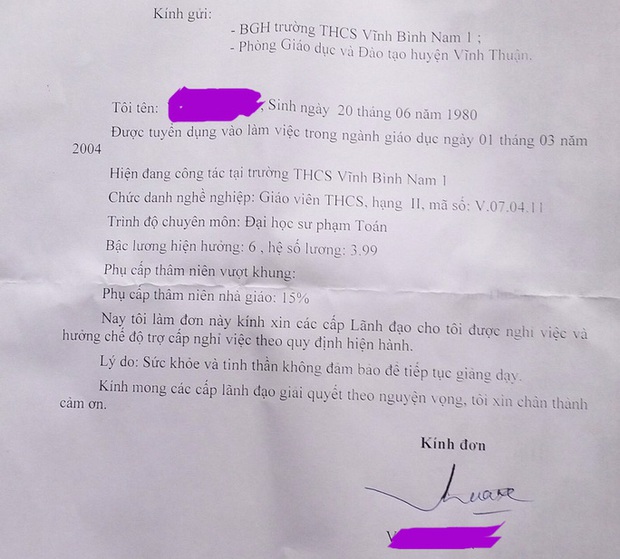 Kính gửi:
- BGH trường THCS Vĩnh Bình Nam 1 ;
- Phòng Giáo dục và Đào tạo huyện Vĩnh Thuận.
Tôi tên: , Sinh ngày 20 tháng 06 năm 1980
Được tuyển dụng vào làm việc trong ngành giáo dục ngày 01 tháng 03 năm
2004
Hiện đang công tác tại trường THCS Vĩnh Bình Nam 1
Chức danh nghề nghiệp: Giáo viên THCS, hạng II, mã số: V.07.04.11
Trình độ chuyên môn: Đại học sư phạm Toán
Bậc lương hiện hưởng: 6 , hệ số lương: 3.99
Phụ cấp thâm niên vượt khung:
Phụ cấp thâm niên nhà giáo: 15%
Nay tôi làm đơn này kính xin các cấp Lãnh đạo cho tôi được nghỉ việc và
hưởng chế độ trợ cấp nghỉ việc theo quy định hiện hành.
Lý do: Sức khỏe và tinh thần không đảm bảo để tiếp tục giảng dạy.
Kính mong các cấp lãnh đạo giải quyết theo nguyện vọng, tôi xin chân thành
cảm ơn.
Kính đơn